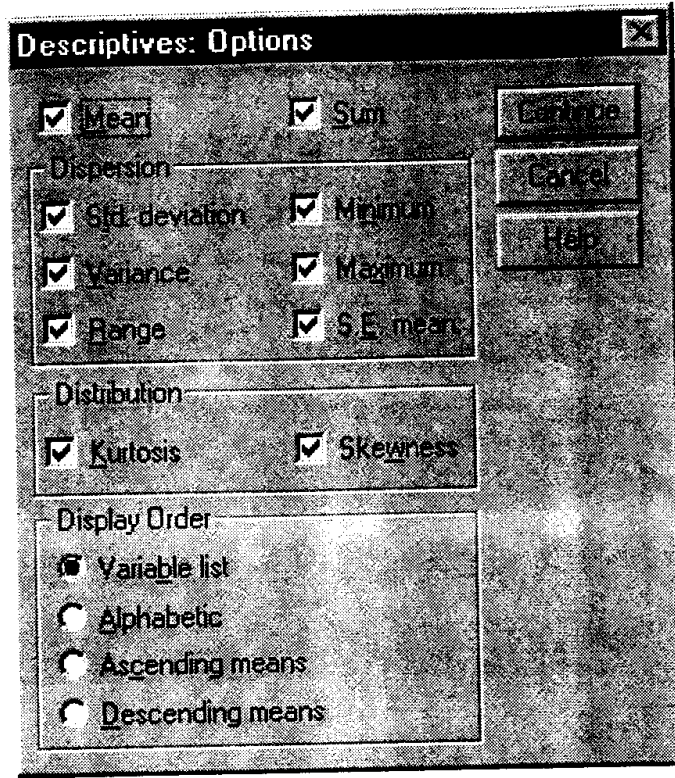 Descriptives: Options
Mean Sum Continue
Dispersion Cancel
Std. deviation Minimum Help
Variance Maximum
Range S.E. mean
Distribution
Kurtosis Skewness
Display Order
Variable list
Alphabetic
Ascending means
Descending means